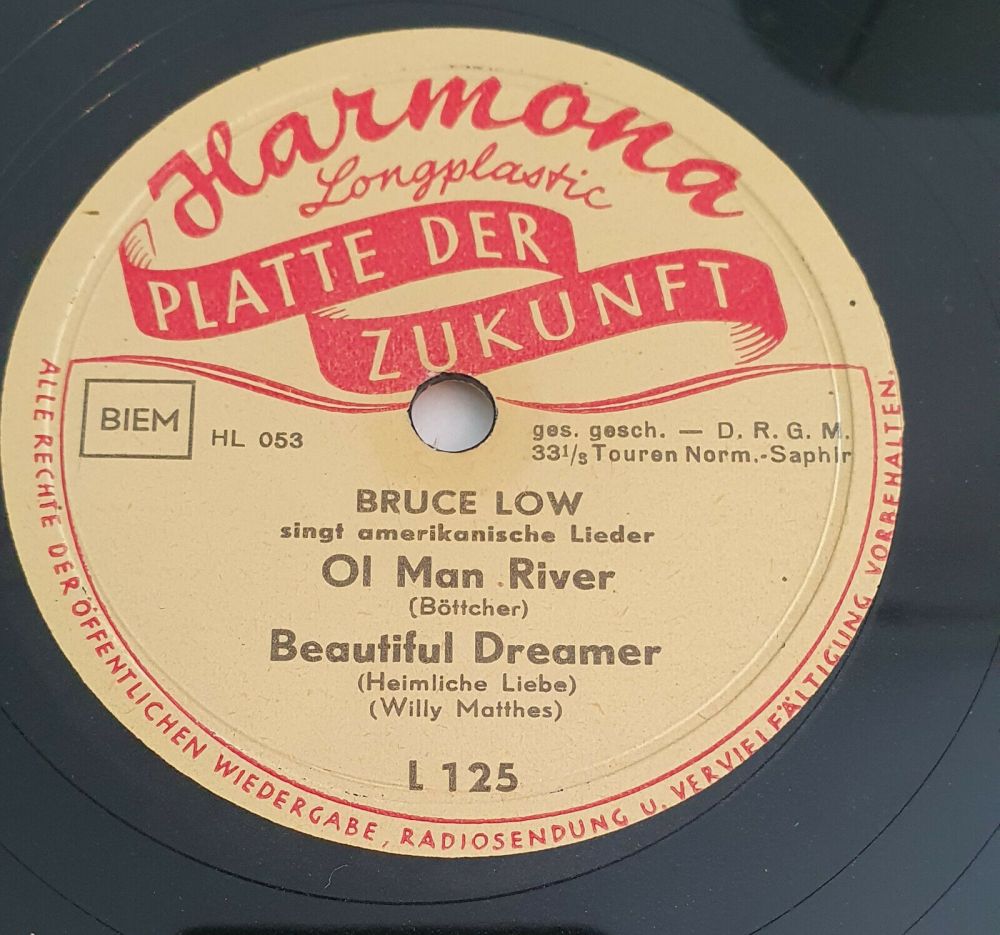 Harmona
Longplastic
PLATTE DER
ZUKUNFT
BIEM
HL 053
ges. gesch. — D. R. G. M.
33 1/3 Touren Norm.-Saphir
BRUCE LOW
singt amerikanische Lieder
Ol Man River
(Böttcher)
Beautiful Dreamer
(Heimliche Liebe)
(Willy Matthes)
L 125
ALLE RECHTE DER ÖFFENTLICHEN WIEDERGABE, RADIOSENDUNG U. VERVIELFÄLTIGUNG VORBEHALTEN.